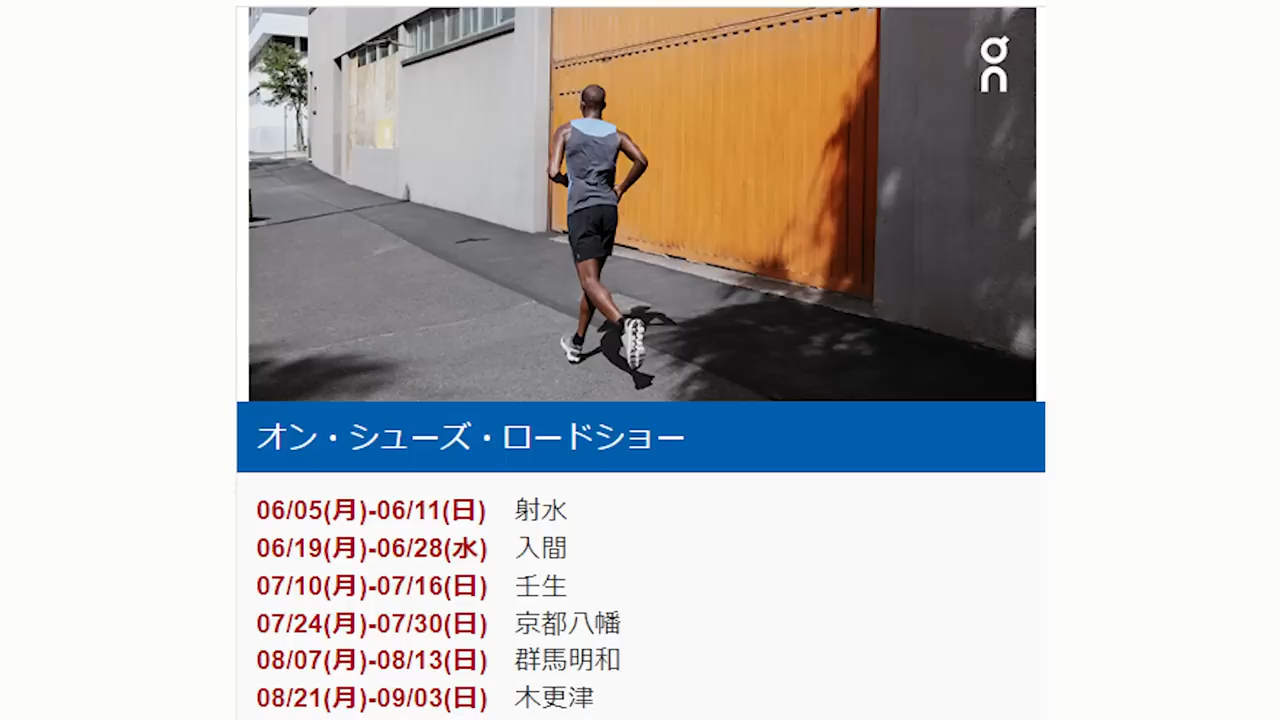 on
オン・シューズ・ロードショー
06/05(月)-06/11(日) 射水
06/19(月)-06/28(水) 入間
07/10(月)-07/16(日) 壬生
07/24(月)-07/30(日) 京都八幡
08/07(月)-08/13(日) 群馬明和
08/21(月)-09/03(日) 木更津